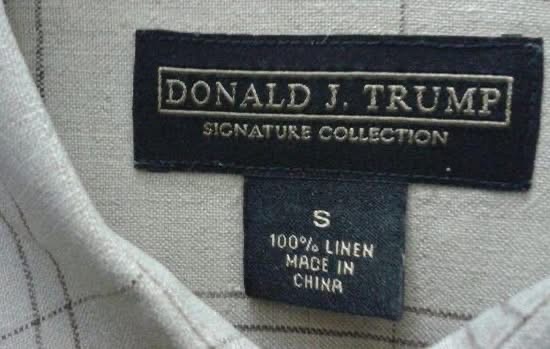 DONALD J. TRUMP
SIGNATURE COLLECTION
S
100% LINEN
MADE IN
CHINA